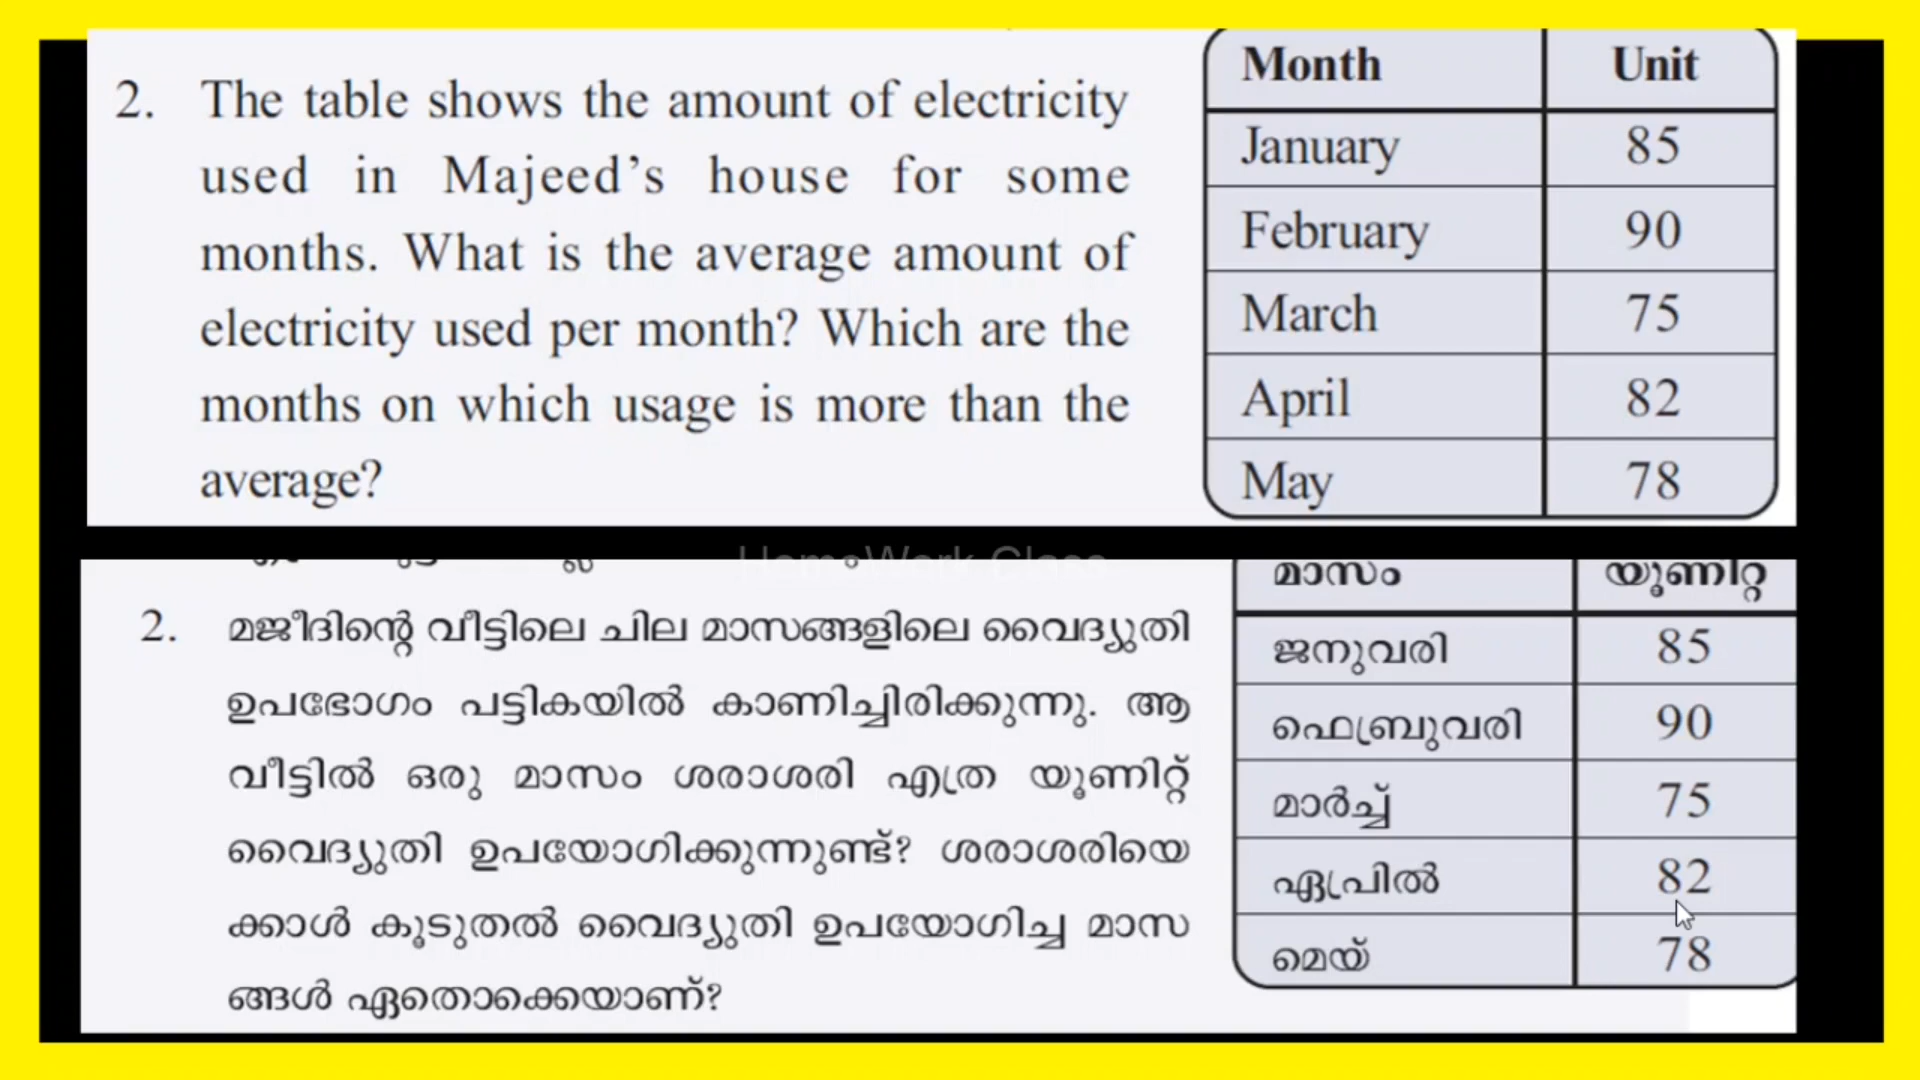 2. The table shows the amount of electricity
used in Majeed’s house for some
months. What is the average amount of
electricity used per month? Which are the
months on which usage is more than the
average?
Month Unit
January 85
February 90
March 75
April 82
May 78
HomeWork Class
2. മജീദിന്റെ വീട്ടിലെ ചില മാസങ്ങളിലെ വൈദ്യുതി
ഉപഭോഗം പട്ടികയിൽ കാണിച്ചിരിക്കുന്നു. ആ
വീട്ടിൽ ഒരു മാസം ശരാശരി എത്ര യൂണിറ്റ്
വൈദ്യുതി ഉപയോഗിക്കുന്നുണ്ട്? ശരാശരിയെ
ക്കാൾ കൂടുതൽ വൈദ്യുതി ഉപയോഗിച്ച മാസ
ങ്ങൾ ഏതൊക്കെയാണ്?
മാസം യൂണിറ്റ്
ജനുവരി 85
ഫെബ്രുവരി 90
മാർച്ച് 75
ഏപ്രിൽ 82
മെയ് 78